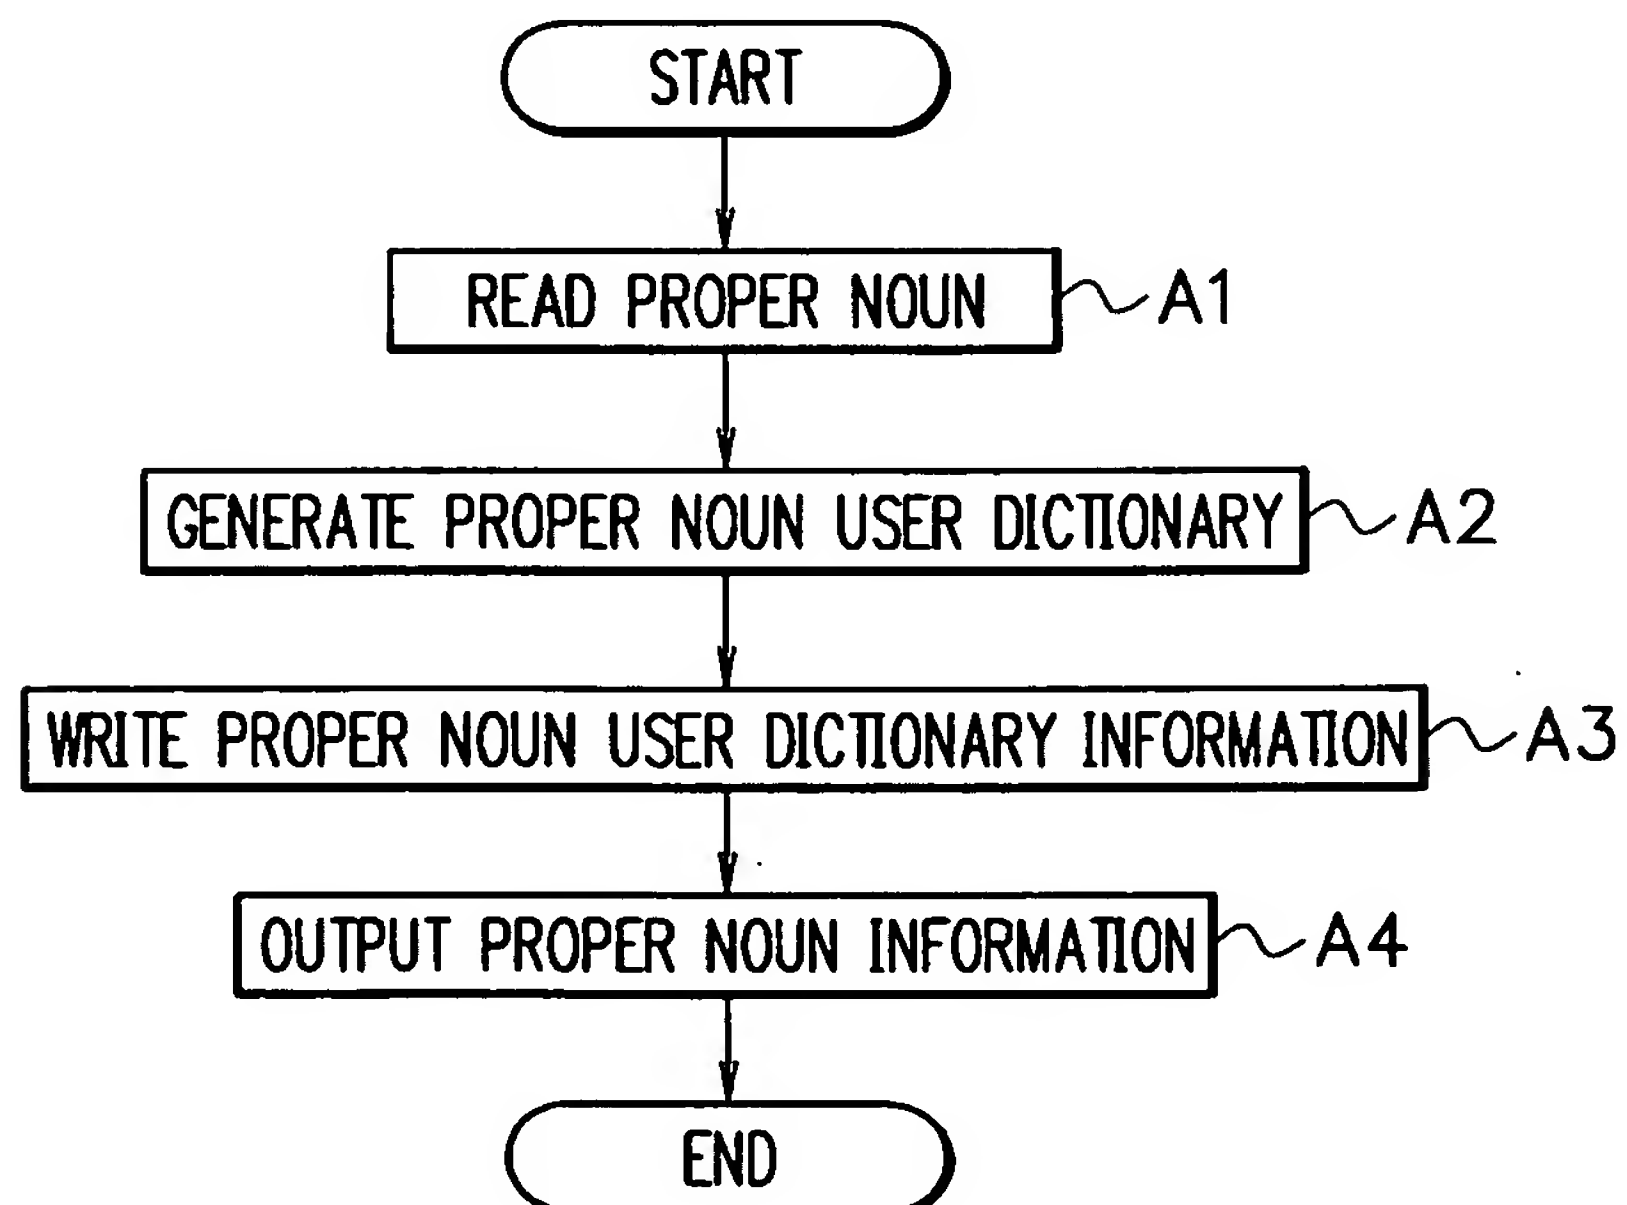 START
READ PROPER NOUN A1
GENERATE PROPER NOUN USER DICTIONARY A2
WRITE PROPER NOUN USER DICTIONARY INFORMATION A3
OUTPUT PROPER NOUN INFORMATION A4
END